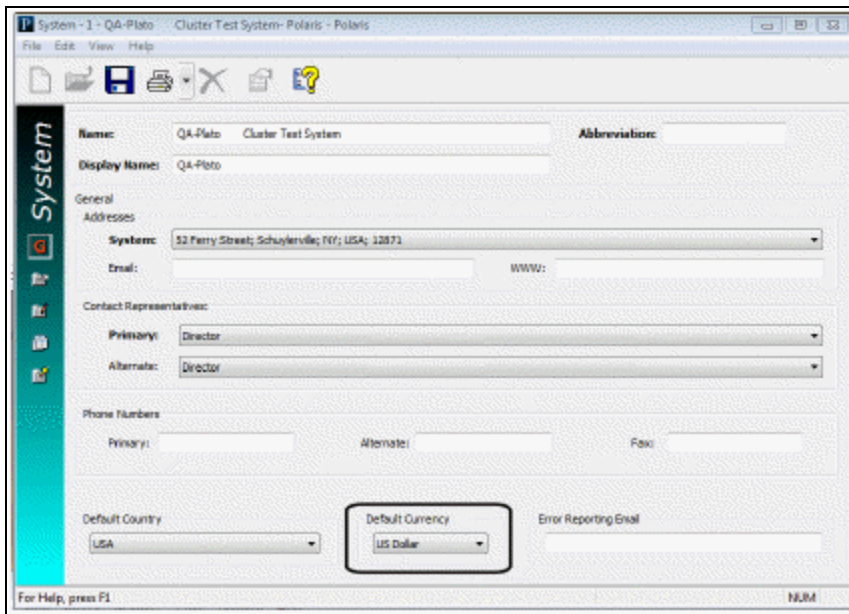 System - 1 - QA-Plato Cluster Test System- Polaris - Polaris
File Edit View Help
System
Name: QA-Plato Cluster Test System Abbreviation:
Display Name: QA-Plato
General
Addresses
System: 52 Ferry Street; Schuylerville; NY; USA; 12871
Email: WWW:
Contact Representatives:
Primary: Director
Alternate: Director
Phone Numbers
Primary: Alternate: Fax:
Default Country Default Currency Error Reporting Email
USA US Dollar
For Help, press F1 NUM